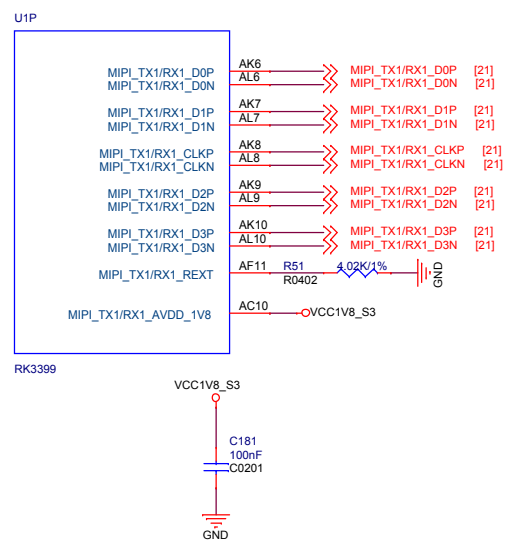 U1P
MIPI_TX1/RX1_D0P AK6 MIPI_TX1/RX1_D0P [21]
MIPI_TX1/RX1_D0N AL6 MIPI_TX1/RX1_D0N [21]
MIPI_TX1/RX1_D1P AK7 MIPI_TX1/RX1_D1P [21]
MIPI_TX1/RX1_D1N AL7 MIPI_TX1/RX1_D1N [21]
MIPI_TX1/RX1_CLKP AK8 MIPI_TX1/RX1_CLKP [21]
MIPI_TX1/RX1_CLKN AL8 MIPI_TX1/RX1_CLKN [21]
MIPI_TX1/RX1_D2P AK9 MIPI_TX1/RX1_D2P [21]
MIPI_TX1/RX1_D2N AL9 MIPI_TX1/RX1_D2N [21]
MIPI_TX1/RX1_D3P AK10 MIPI_TX1/RX1_D3P [21]
MIPI_TX1/RX1_D3N AL10 MIPI_TX1/RX1_D3N [21]
MIPI_TX1/RX1_REXT AF11 R51 4.02K/1% GND
R0402
MIPI_TX1/RX1_AVDD_1V8 AC10 VCC1V8_S3
RK3399
VCC1V8_S3
C181
100nF
C0201
GND